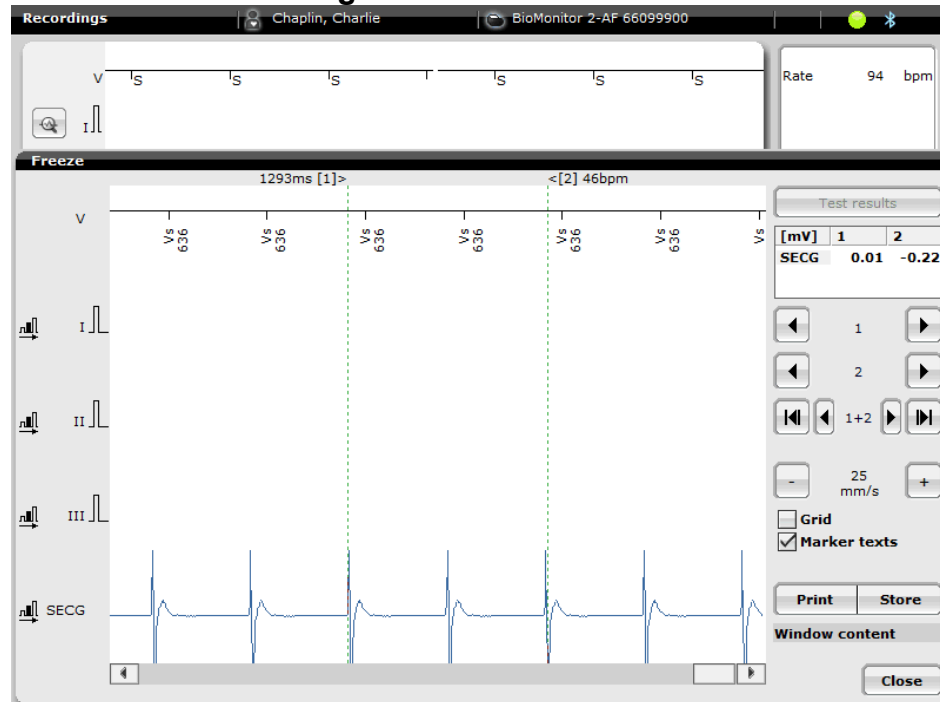 Recordings Chaplin, Charlie BioMonitor 2-AF 66099900
V S S S S S S
Rate 94 bpm
I
Freeze
1293ms [1]> <[2] 46bpm
Test results
V
Vs 636 Vs 636 Vs 636 Vs 636 Vs 636 Vs 636 Vs
[mV] 1 2
SECG 0.01 -0.22
I
1
2
II
1+2
- 25 mm/s +
III
Grid
Marker texts
SECG
Print Store
Window content
Close